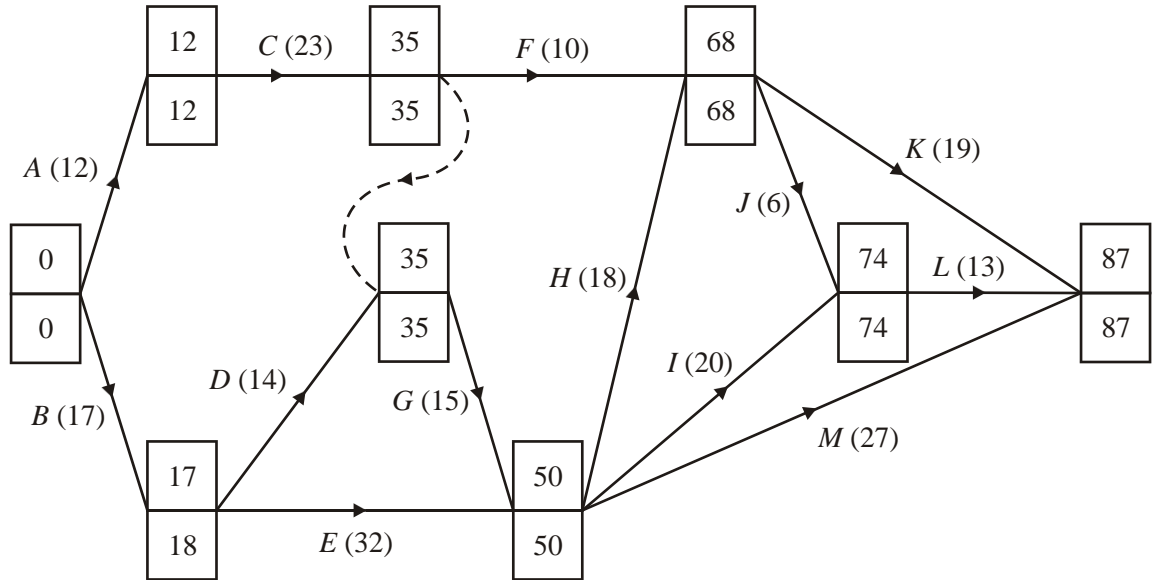 12
12
C (23)
35
35
F (10)
68
68
A (12)
K (19)
J (6)
0
0
35
35
H (18)
74
74
L (13)
87
87
D (14)
G (15)
I (20)
B (17)
M (27)
17
18
E (32)
50
50